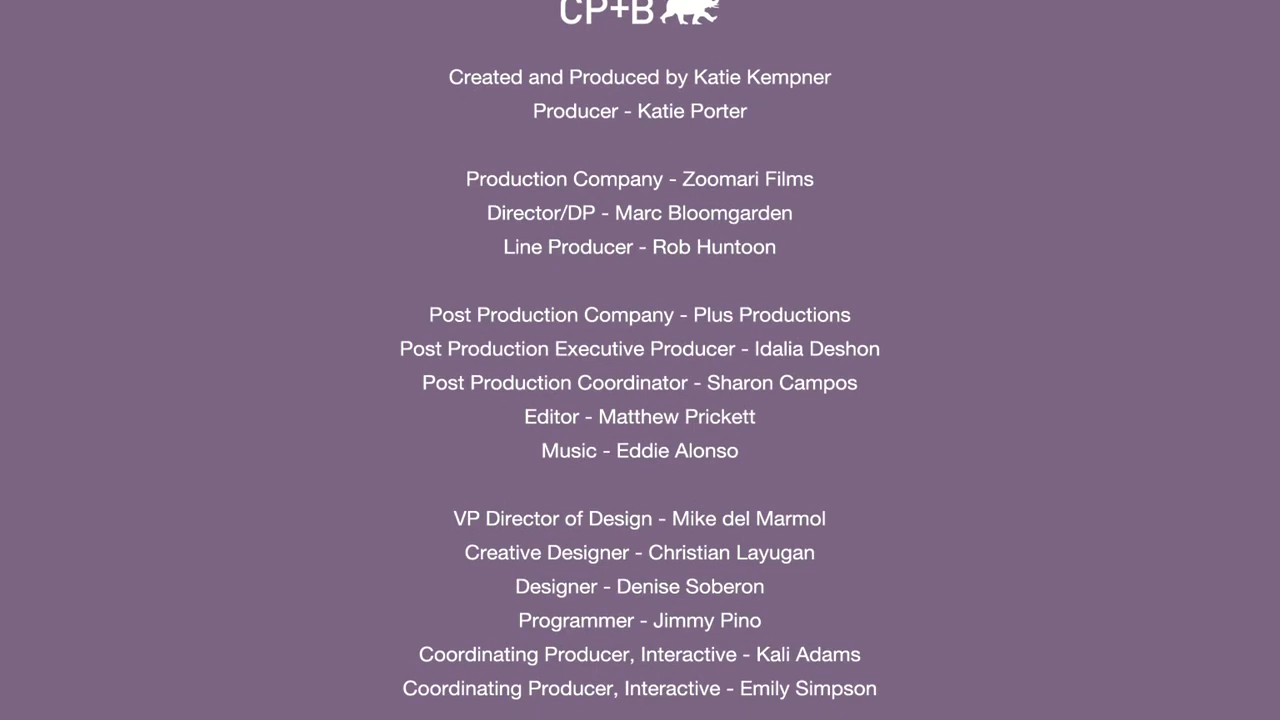 CP+B
Created and Produced by Katie Kempner
Producer - Katie Porter
Production Company - Zoomari Films
Director/DP - Marc Bloomgarden
Line Producer - Rob Huntoon
Post Production Company - Plus Productions
Post Production Executive Producer - Idalia Deshon
Post Production Coordinator - Sharon Campos
Editor - Matthew Prickett
Music - Eddie Alonso
VP Director of Design - Mike del Marmol
Creative Designer - Christian Layugan
Designer - Denise Soberon
Programmer - Jimmy Pino
Coordinating Producer, Interactive - Kali Adams
Coordinating Producer, Interactive - Emily Simpson